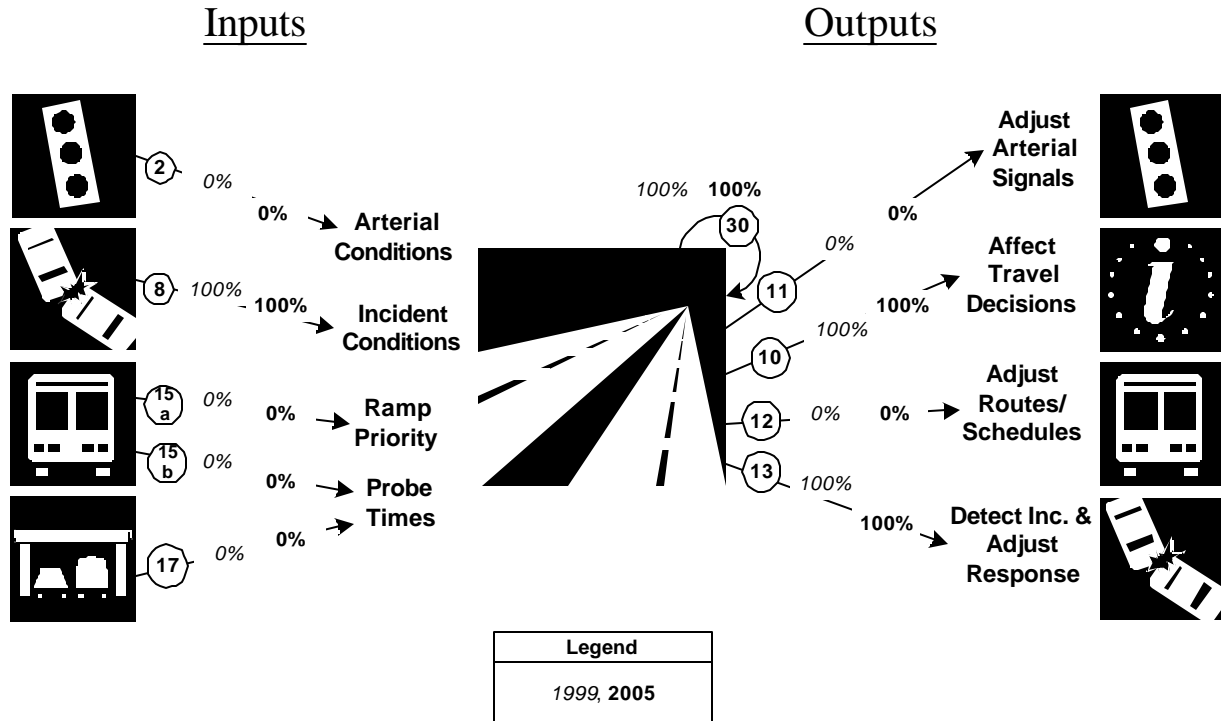 Inputs
Outputs
2
0%
0%
Arterial
Conditions
8
100%
100%
Incident
Conditions
15
a
0%
0%
Ramp
Priority
15
b
0%
0%
Probe
Times
17
0%
0%
100% 100%
30
11
0%
0%
Adjust
Arterial
Signals
10
100%
100%
Affect
Travel
Decisions
i
12
0%
0%
Adjust
Routes/
Schedules
13
100%
100%
Detect Inc. &
Adjust
Response
Legend
1999, 2005